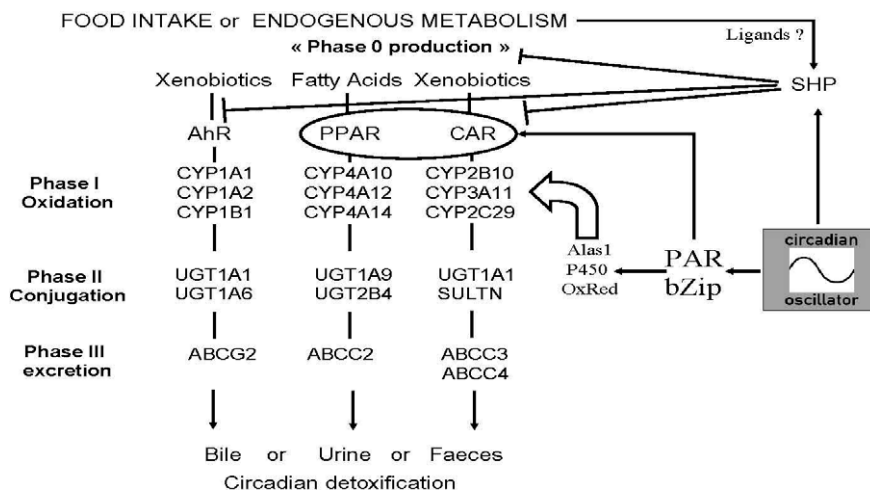 FOOD INTAKE or ENDOGENOUS METABOLISM
Ligands ?
« Phase 0 production »
Xenobiotics Fatty Acids Xenobiotics
SHP
AhR PPAR CAR
Phase I
Oxidation
CYP1A1 CYP4A10 CYP2B10
CYP1A2 CYP4A12 CYP3A11
CYP1B1 CYP4A14 CYP2C29
Alas1
P450
OxRed
PAR
bZip
circadian
oscillator
Phase II
Conjugation
UGT1A1 UGT1A9 UGT1A1
UGT1A6 UGT2B4 SULTN
Phase III
excretion
ABCG2 ABCC2 ABCC3
ABCC4
Bile or Urine or Faeces
Circadian detoxification